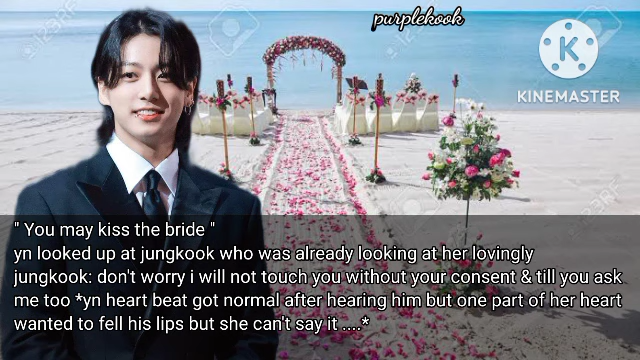 purplekook
KINEMASTER
" You may kiss the bride "
yn looked up at jungkook who was already looking at her lovingly
jungkook: don't worry i will not touch you without your consent & till you ask
me too *yn heart beat got normal after hearing him but one part of her heart
wanted to fell his lips but she can't say it ....*